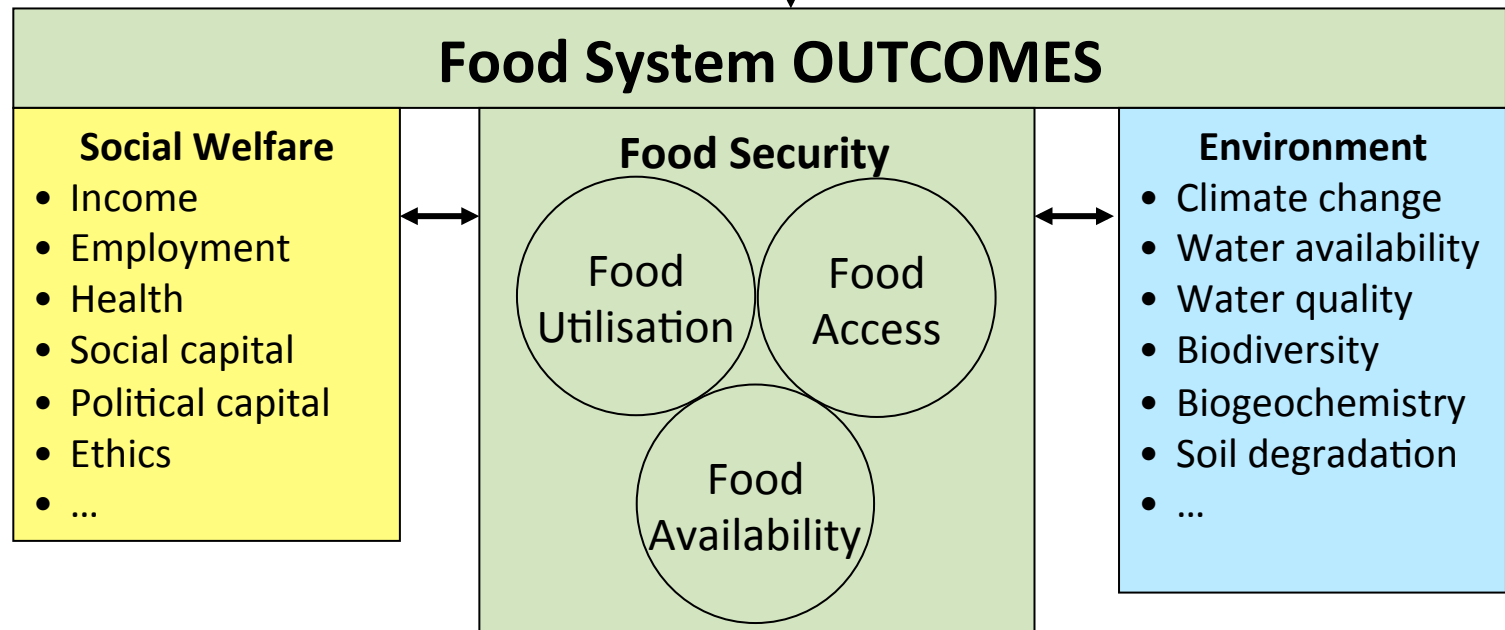 Food System OUTCOMES
Social Welfare
• Income
• Employment
• Health
• Social capital
• Political capital
• Ethics
• ...
Food Security
Food
Utilisation
Food
Access
Food
Availability
Environment
• Climate change
• Water availability
• Water quality
• Biodiversity
• Biogeochemistry
• Soil degradation
• ...